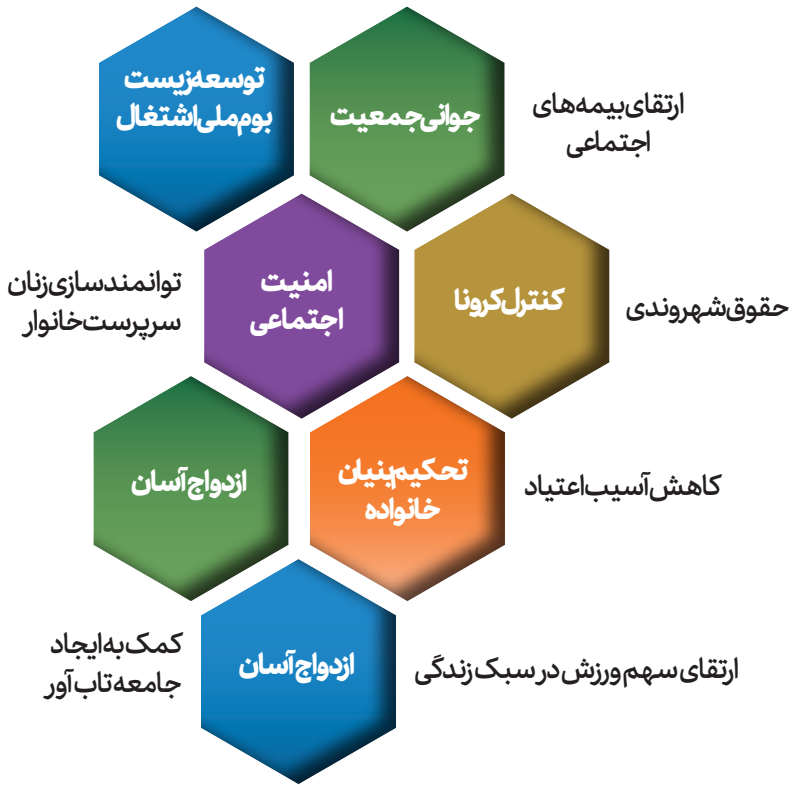 ارتقای بیمه‌های
اجتماعی
جوانی جمعیت
توسعه زیست
بوم ملی اشتغال
حقوق شهروندی
کنترل کرونا
امنیت
اجتماعی
توانمندسازی زنان
سرپرست خانوار
کاهش آسیب اعتیاد
تحکیم بنیان
خانواده
ازدواج آسان
ارتقای سهم ورزش در سبک زندگی
ازدواج آسان
کمک به ایجاد
جامعه تاب آور